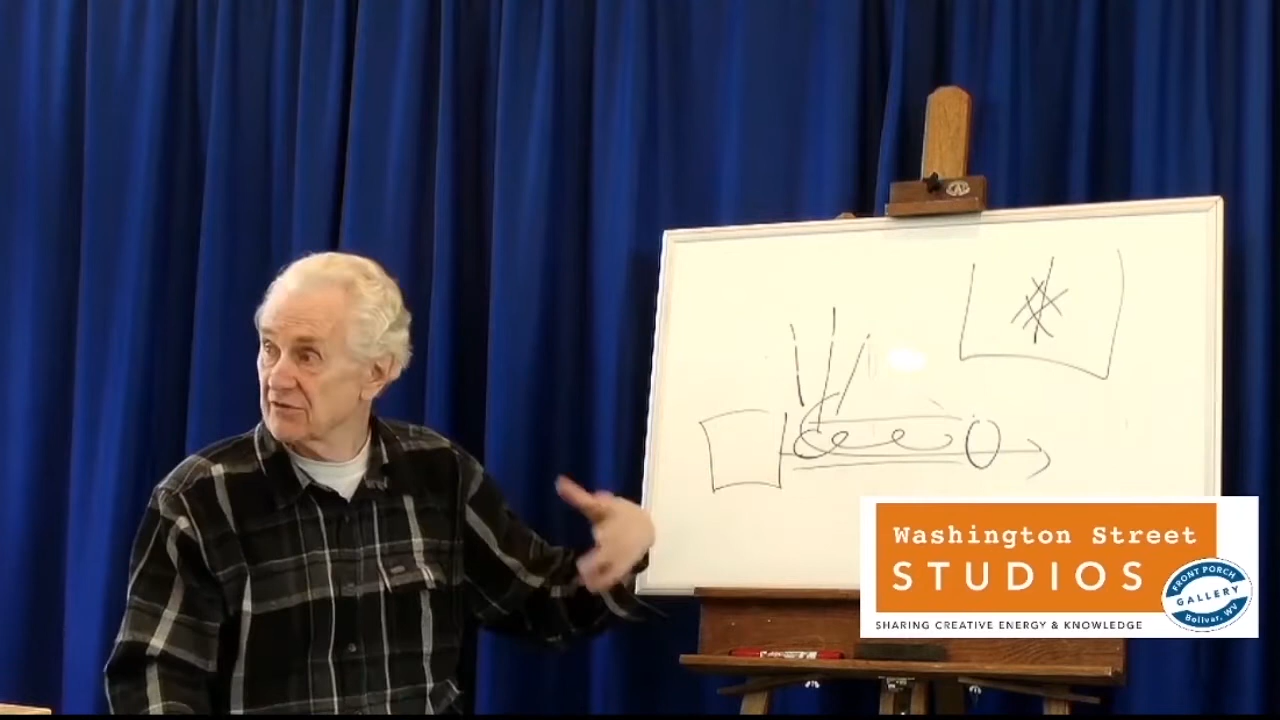 Washington Street
STUDIOS
SHARING CREATIVE ENERGY & KNOWLEDGE
FRONT PORCH
GALLERY
Bolivar, WV